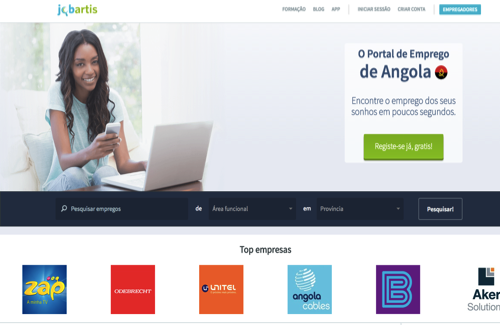 jobartis
FORMAÇÃO BLOG APP INICIAR SESSÃO CRIAR CONTA EMPREGADORES
O Portal de Emprego
de Angola
Encontre o emprego dos seus
sonhos em poucos segundos.
Registe-se já, gratis!
Pesquisar empregos de Área funcional em Província Pesquisar!
Top empresas
zap
ODEBRECHT
UNITEL
angola
cables
B
Aker
Solution